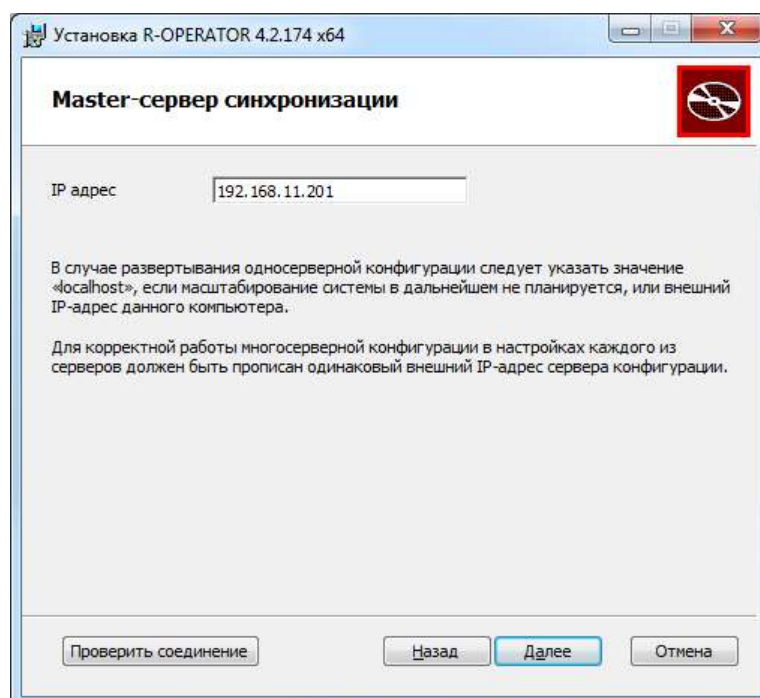 Установка R-OPERATOR 4.2.174 x64
Master-сервер синхронизации
IP адрес 192.168.11.201
В случае развертывания односерверной конфигурации следует указать значение
«localhost», если масштабирование системы в дальнейшем не планируется, или внешний
IP-адрес данного компьютера.
Для корректной работы многосерверной конфигурации в настройках каждого из
серверов должен быть прописан одинаковый внешний IP-адрес сервера конфигурации.
Проверить соединение Назад Далее Отмена